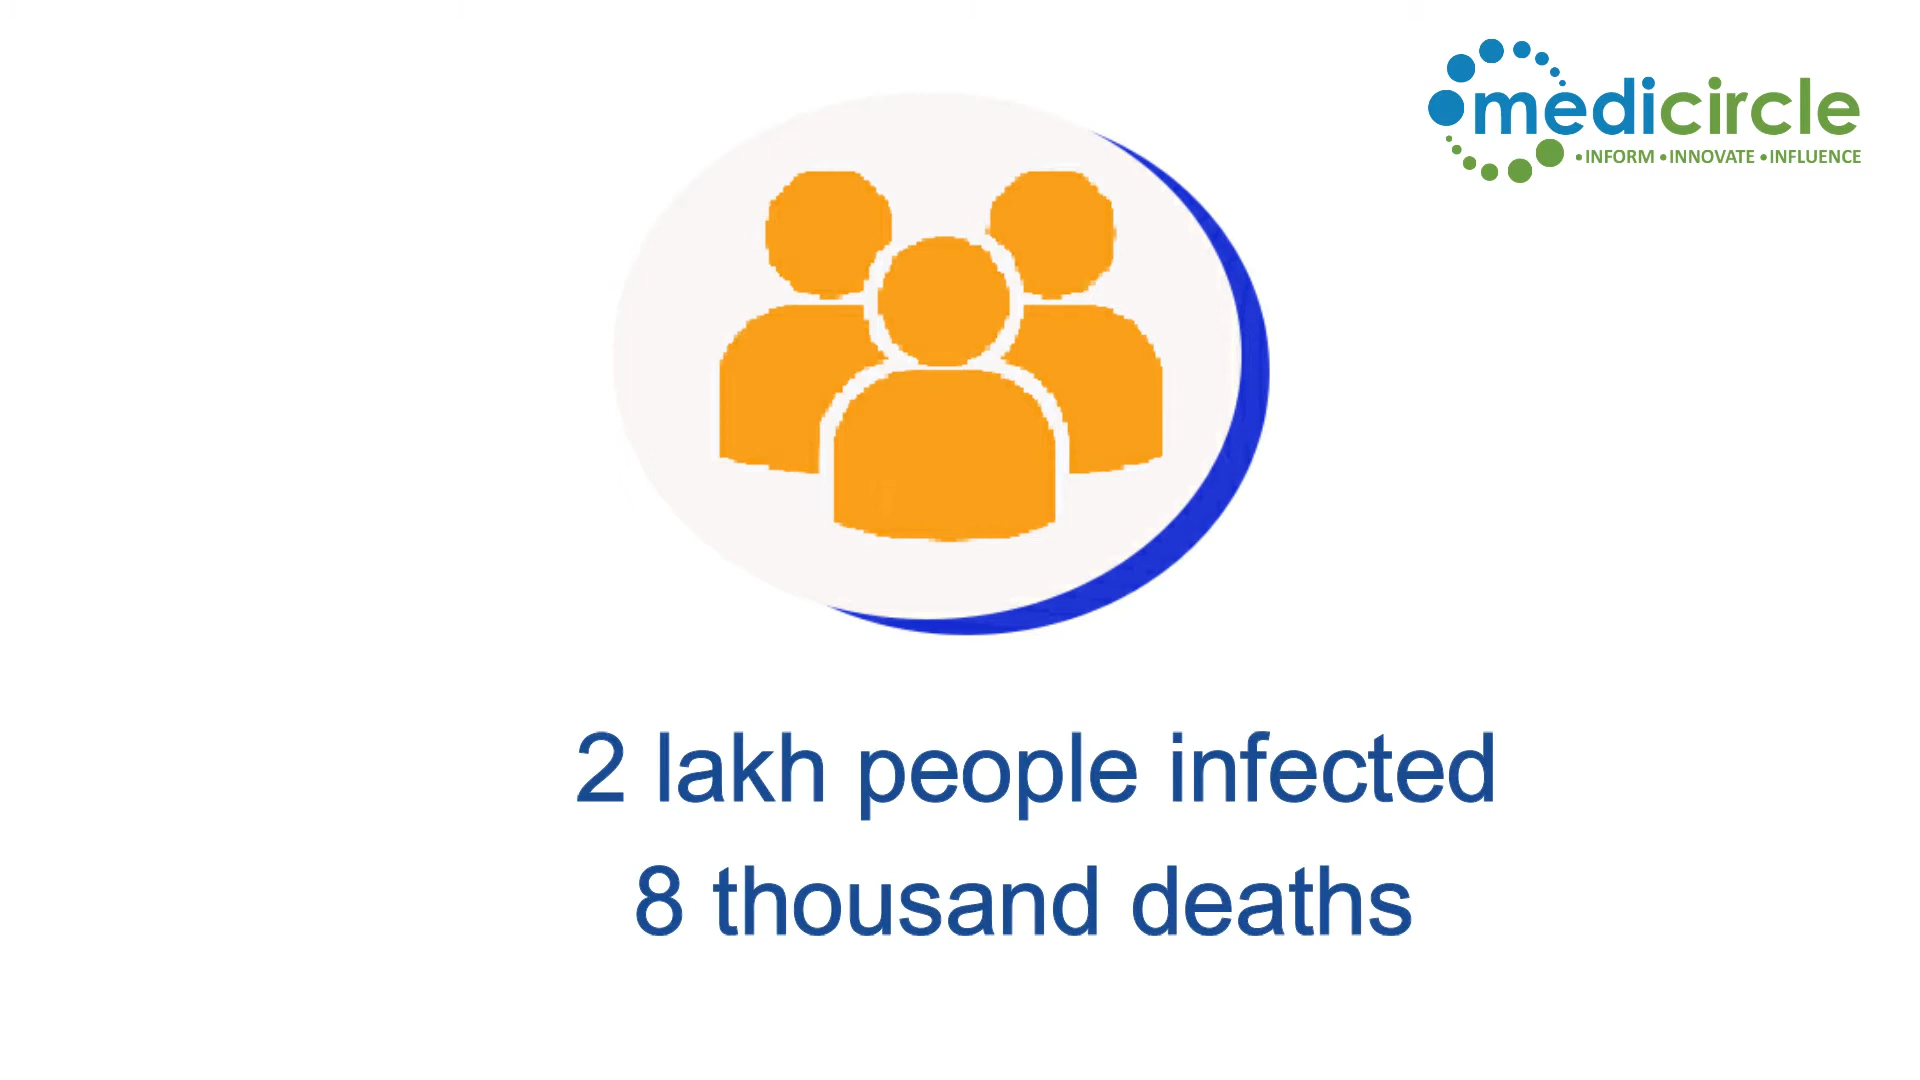 medicircle
•INFORM •INNOVATE •INFLUENCE
2 lakh people infected
8 thousand deaths